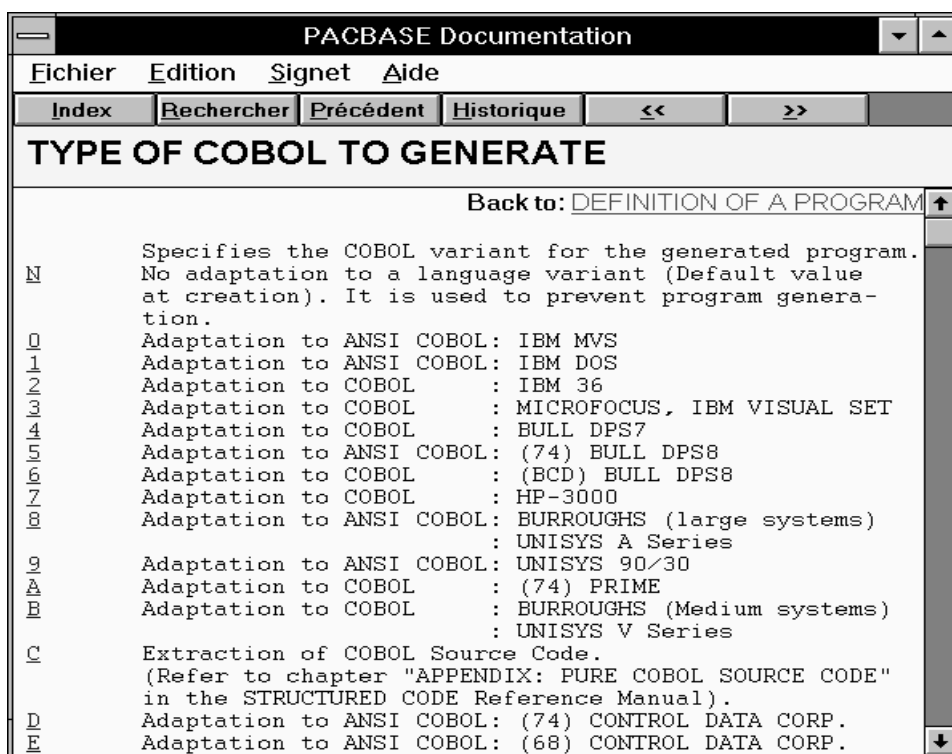 PACBASE Documentation
Fichier Edition Signet Aide
Index Rechercher Précédent Historique << >>
TYPE OF COBOL TO GENERATE
Back to: DEFINITION OF A PROGRAM
Specifies the COBOL variant for the generated program.
N No adaptation to a language variant (Default value
at creation). It is used to prevent program genera-
tion.
0 Adaptation to ANSI COBOL: IBM MVS
1 Adaptation to ANSI COBOL: IBM DOS
2 Adaptation to COBOL : IBM 36
3 Adaptation to COBOL : MICROFOCUS, IBM VISUAL SET
4 Adaptation to COBOL : BULL DPS7
5 Adaptation to ANSI COBOL: (74) BULL DPS8
6 Adaptation to COBOL : (BCD) BULL DPS8
7 Adaptation to COBOL : HP-3000
8 Adaptation to ANSI COBOL: BURROUGHS (large systems)
: UNISYS A Series
9 Adaptation to ANSI COBOL: UNISYS 90/30
A Adaptation to COBOL : (74) PRIME
B Adaptation to COBOL : BURROUGHS (Medium systems)
: UNISYS V Series
C Extraction of COBOL Source Code.
(Refer to chapter "APPENDIX: PURE COBOL SOURCE CODE"
in the STRUCTURED CODE Reference Manual).
D Adaptation to ANSI COBOL: (74) CONTROL DATA CORP.
E Adaptation to ANSI COBOL: (68) CONTROL DATA CORP.